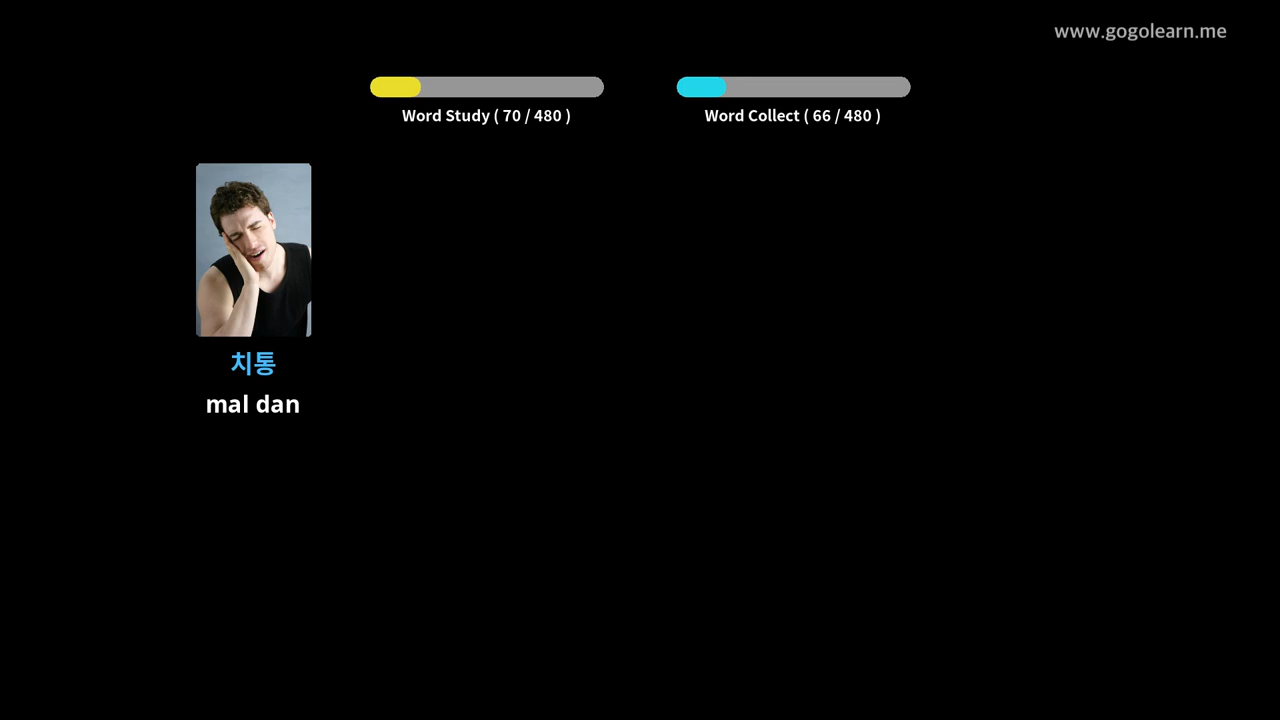 www.gogolearn.me
Word Study ( 70 / 480 )
Word Collect ( 66 / 480 )
치통
mal dan